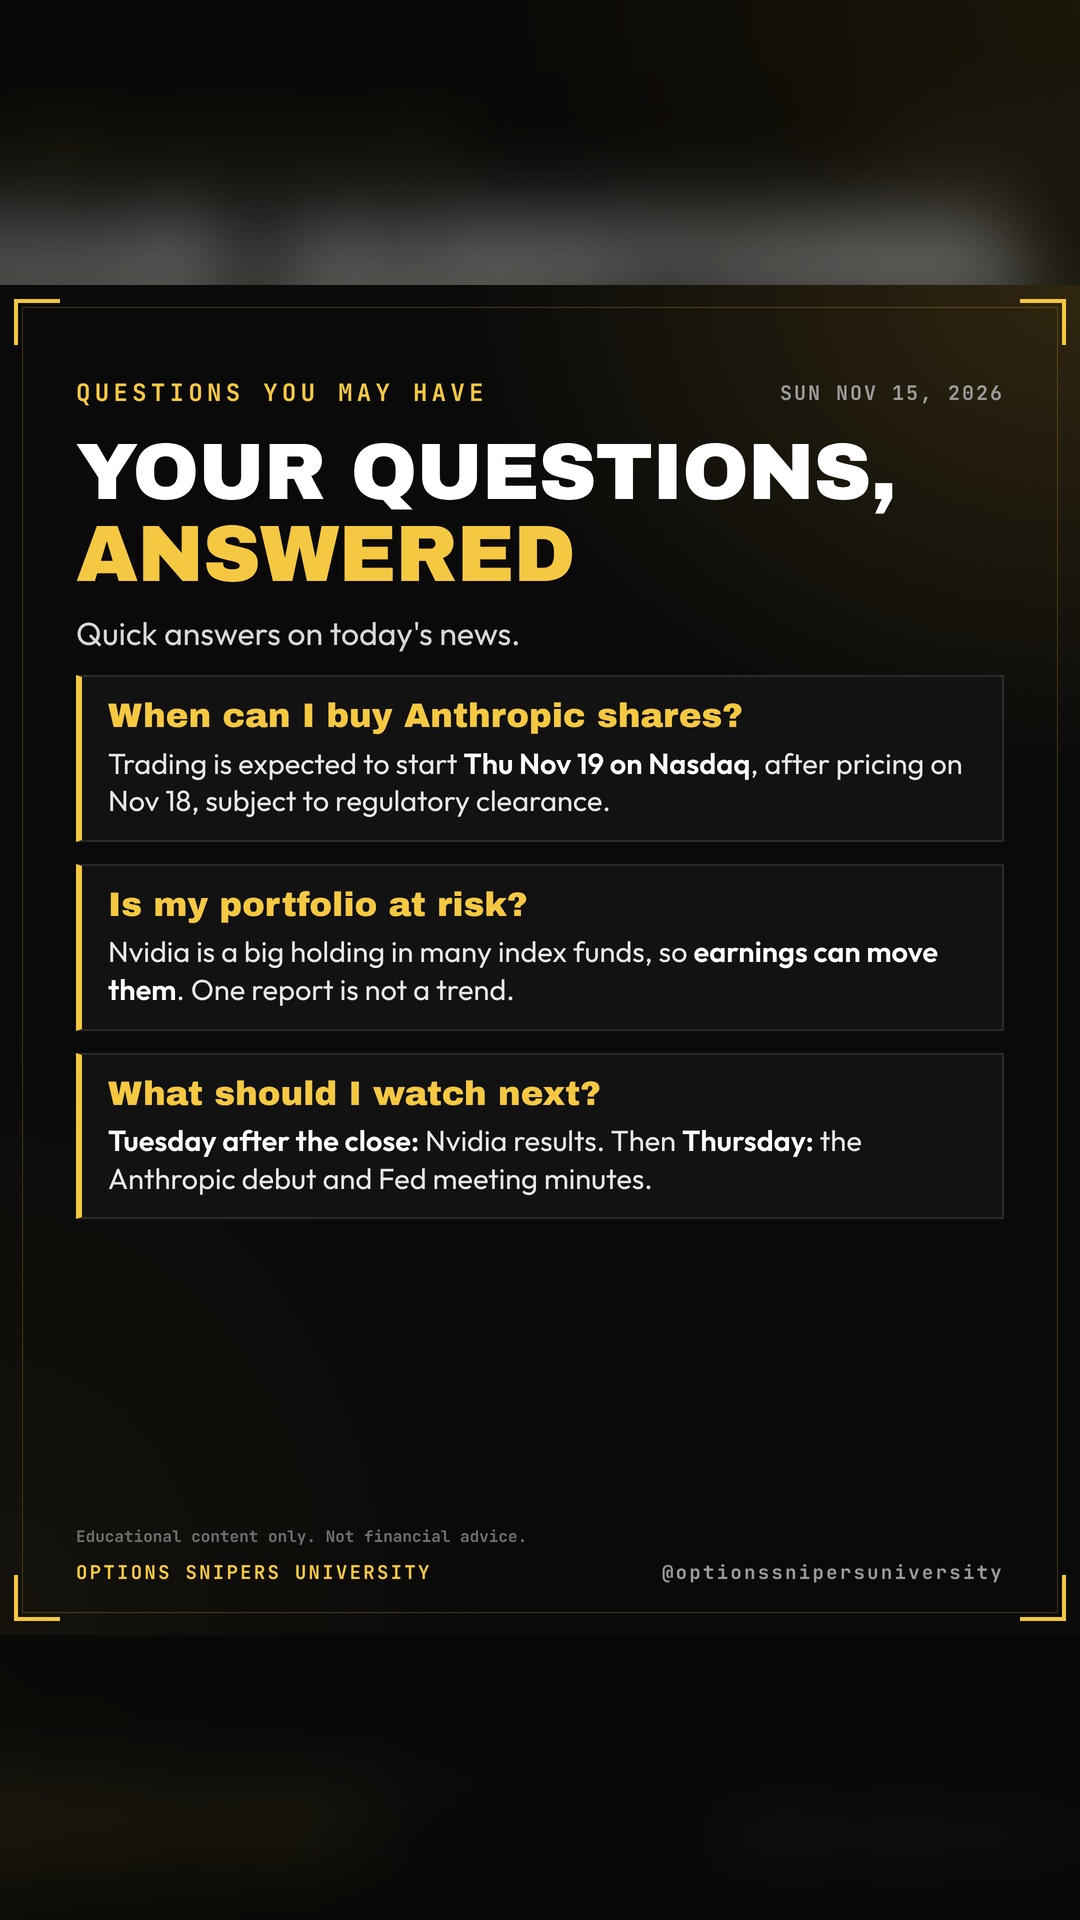 QUESTIONS YOU MAY HAVE
SUN NOV 15, 2026
YOUR QUESTIONS,
ANSWERED
Quick answers on today's news.
When can I buy Anthropic shares?
Trading is expected to start Thu Nov 19 on Nasdaq, after pricing on
Nov 18, subject to regulatory clearance.
Is my portfolio at risk?
Nvidia is a big holding in many index funds, so earnings can move
them. One report is not a trend.
What should I watch next?
Tuesday after the close: Nvidia results. Then Thursday: the
Anthropic debut and Fed meeting minutes.
Educational content only. Not financial advice.
OPTIONS SNIPERS UNIVERSITY
@optionssnipersuniversity